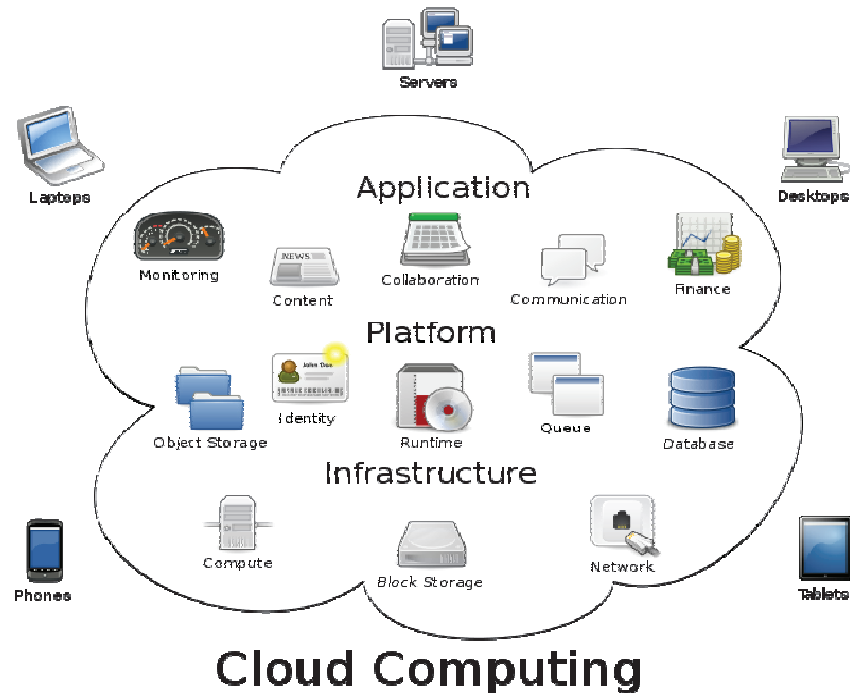 Servers
Laptops
Desktops
Application
Monitoring
NEWS
Content
Collaboration
Communication
Finance
Platform
John Doe
Object Storage
Identity
Runtime
Queue
Database
Infrastructure
Compute
Block Storage
Network
Phones
Tablets
Cloud Computing